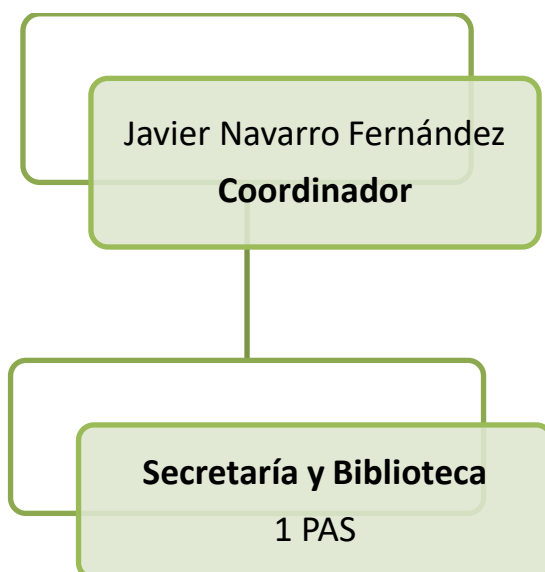 Javier Navarro Fernández
Coordinador
Secretaría y Biblioteca
1 PAS